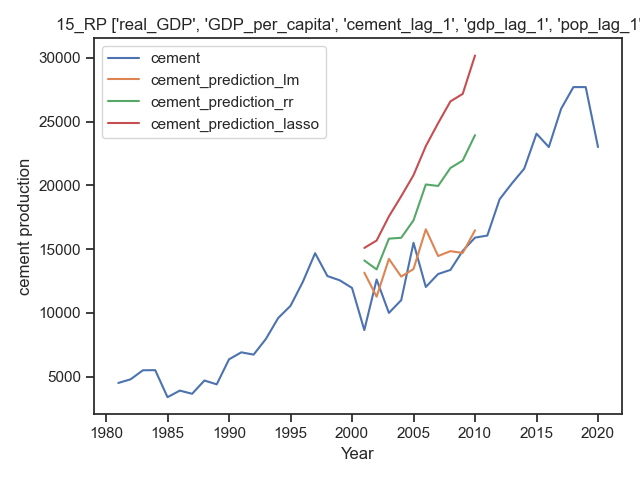 15_RP ['real_GDP', 'GDP_per_capita', 'cement_lag_1', 'gdp_lag_1', 'pop_lag_1'
cement
cement_prediction_lm
cement_prediction_rr
cement_prediction_lasso
30000
25000
20000
15000
10000
5000
cement production
1980 1985 1990 1995 2000 2005 2010 2015 2020
Year